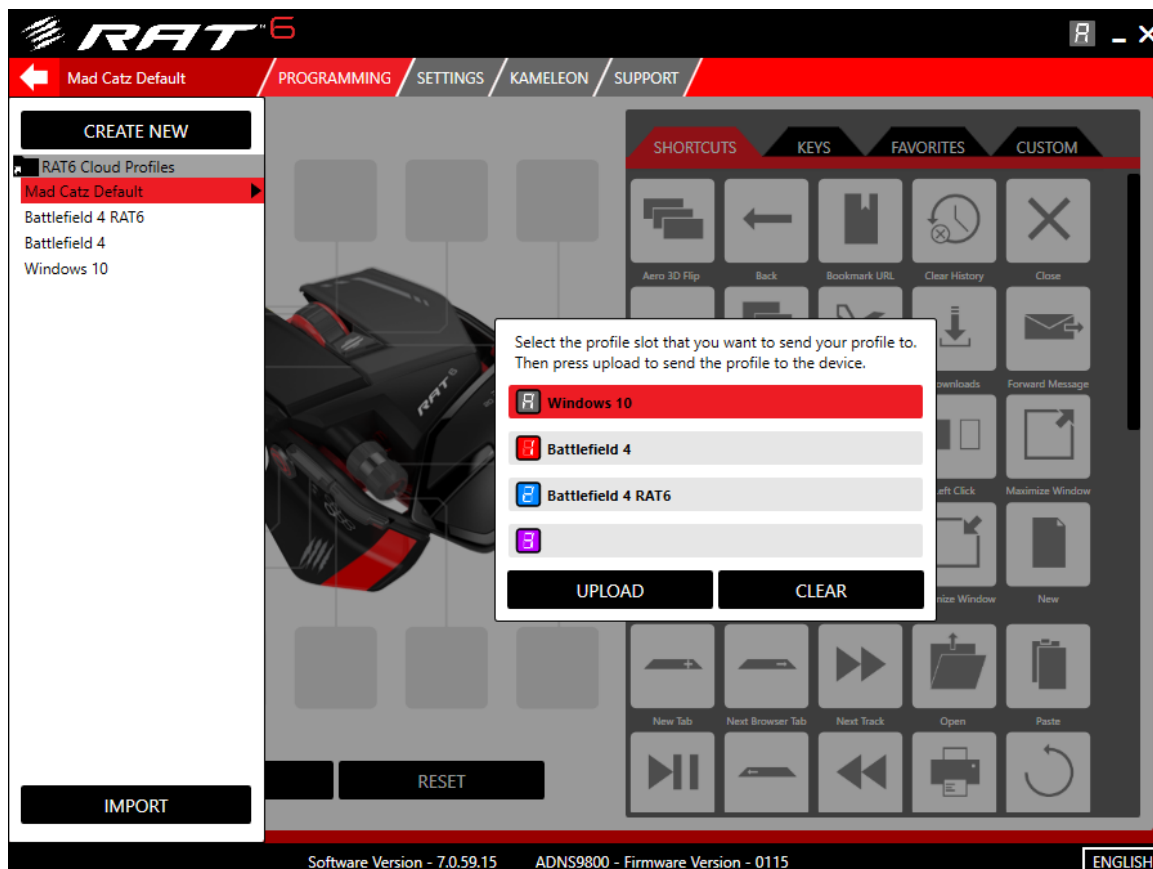 RAT™6
A
Mad Catz Default
PROGRAMMING
SETTINGS
KAMELEON
SUPPORT
CREATE NEW
RAT6 Cloud Profiles
Mad Catz Default
Battlefield 4 RAT6
Battlefield 4
Windows 10
IMPORT
RAT6
RESET
SHORTCUTS
KEYS
FAVORITES
CUSTOM
Aero 3D Flip
Back
Bookmark URL
Clear History
Close
ownloads
Forward Message
eft Click
Maximize Window
mize Window
New
New Tab
Next Browser Tab
Next Track
Open
Paste
Select the profile slot that you want to send your profile to.
Then press upload to send the profile to the device.
A Windows 10
1 Battlefield 4
2 Battlefield 4 RAT6
3
UPLOAD
CLEAR
Software Version - 7.0.59.15
ADNS9800 - Firmware Version - 0115
ENGLISH